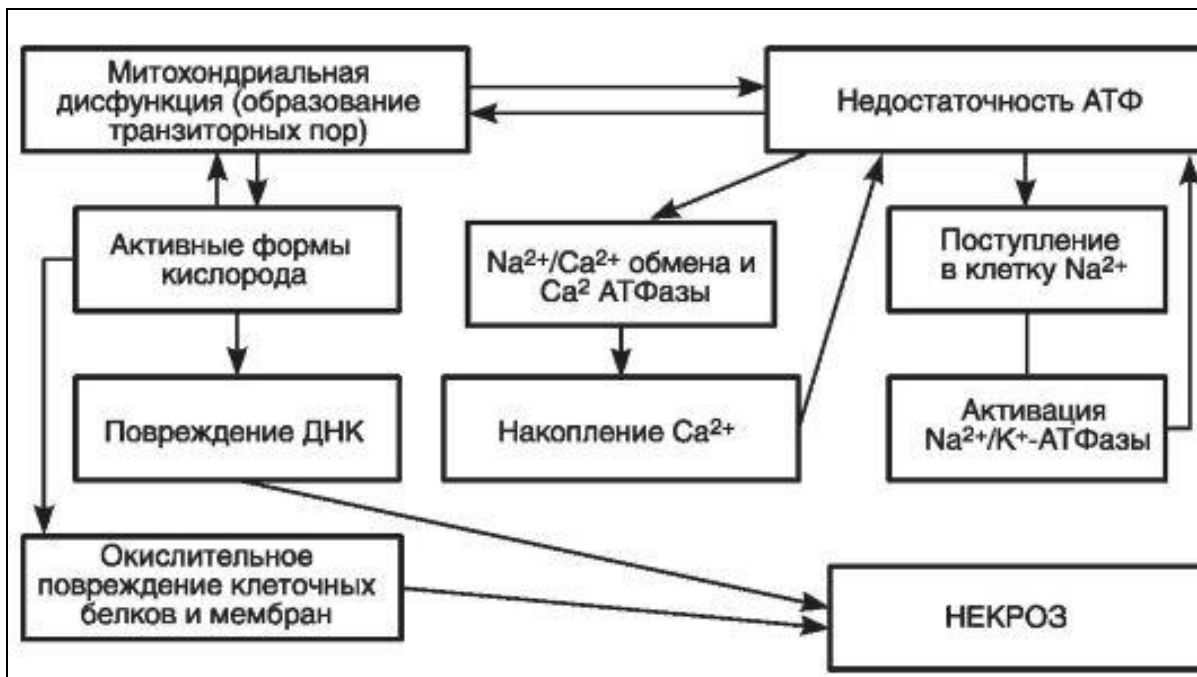 Митохондриальная
дисфункция (образование
транзиторных пор)
Недостаточность АТФ
Активные формы
кислорода
Na²⁺/Ca²⁺ обмена и
Ca² АТФазы
Поступление
в клетку Na²⁺
Повреждение ДНК
Накопление Ca²⁺
Активация
Na²⁺/K⁺-АТФазы
Окислительное
повреждение клеточных
белков и мембран
НЕКРОЗ